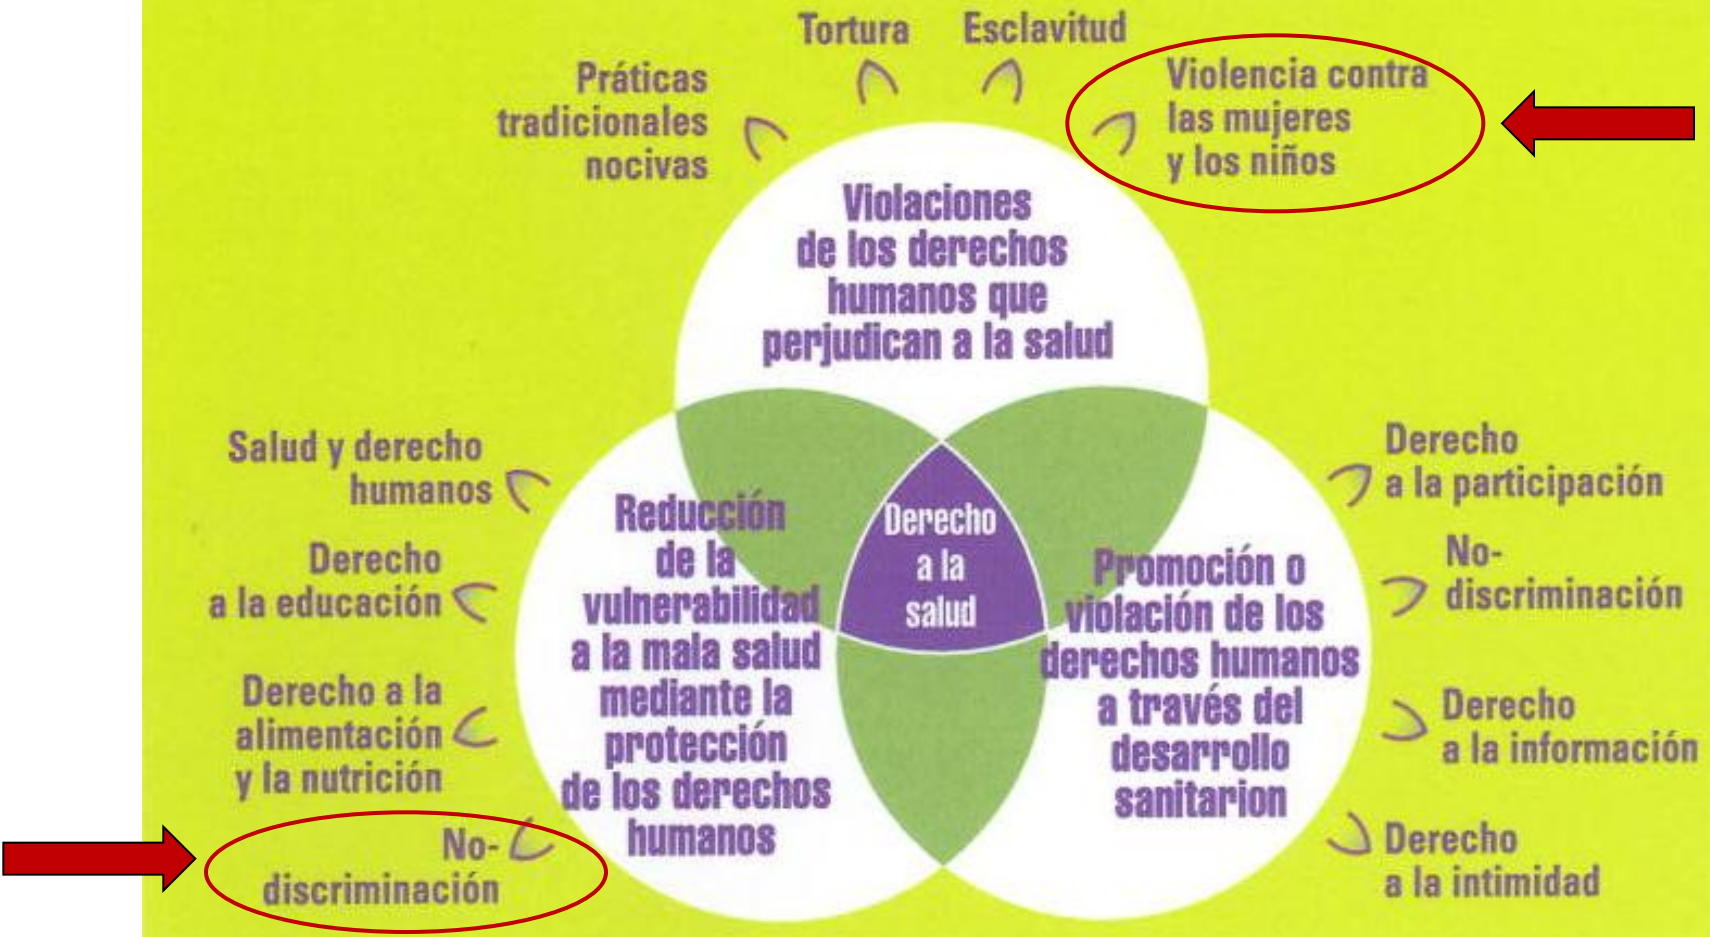 Tortura
Esclavitud
Práticas
tradicionales
nocivas
Violencia contra
las mujeres
y los niños
Violaciones
de los derechos
humanos que
perjudican a la salud
Salud y derecho
humanos
Derecho
a la educación
Derecho a la
alimentación
y la nutrición
No-
discriminación
Reducción
de la
vulnerabilidad
a la mala salud
mediante la
protección
de los derechos
humanos
Derecho
a la
salud
Promoción o
violación de los
derechos humanos
a través del
desarrollo
sanitarion
Derecho
a la participación
No-
discriminación
Derecho
a la información
Derecho
a la intimidad